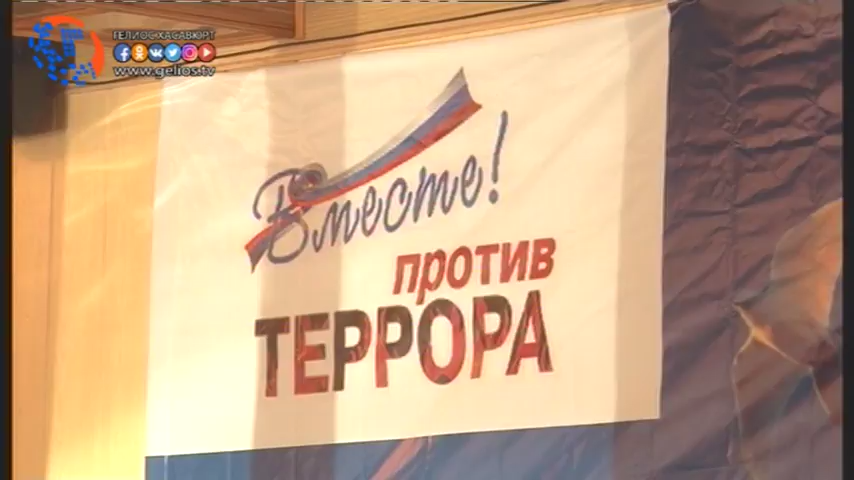 ГЕЛИОС ХАСАВЮРТ
www.gelios.tv
Вместе!
против
ТЕРРОРА